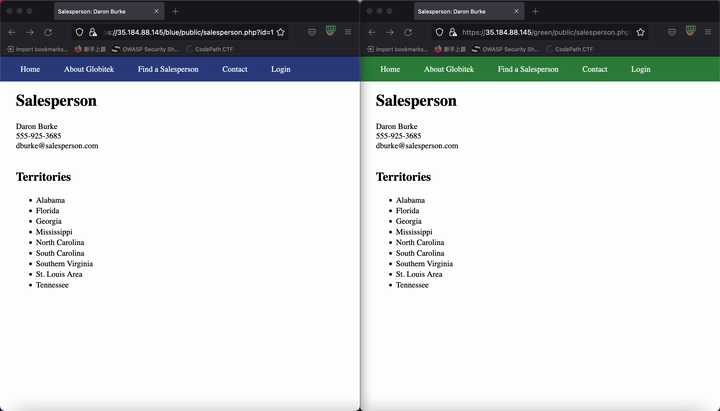 Salesperson: Daron Burke
s://35.184.88.145/blue/public/salesperson.php?id=1
Import bookmarks... 新手上路 OWASP Security Sh... CodePath CTF
Home About Globitek Find a Salesperson Contact Login
Salesperson
Daron Burke
555-925-3685
dburke@salesperson.com
Territories
Alabama
Florida
Georgia
Mississippi
North Carolina
South Carolina
Southern Virginia
St. Louis Area
Tennessee
Salesperson: Daron Burke
https://35.184.88.145/green/public/salesperson.php
Import bookmarks... 新手上路 OWASP Security Sh... CodePath CTF
Home About Globitek Find a Salesperson Contact Login
Salesperson
Daron Burke
555-925-3685
dburke@salesperson.com
Territories
Alabama
Florida
Georgia
Mississippi
North Carolina
South Carolina
Southern Virginia
St. Louis Area
Tennessee